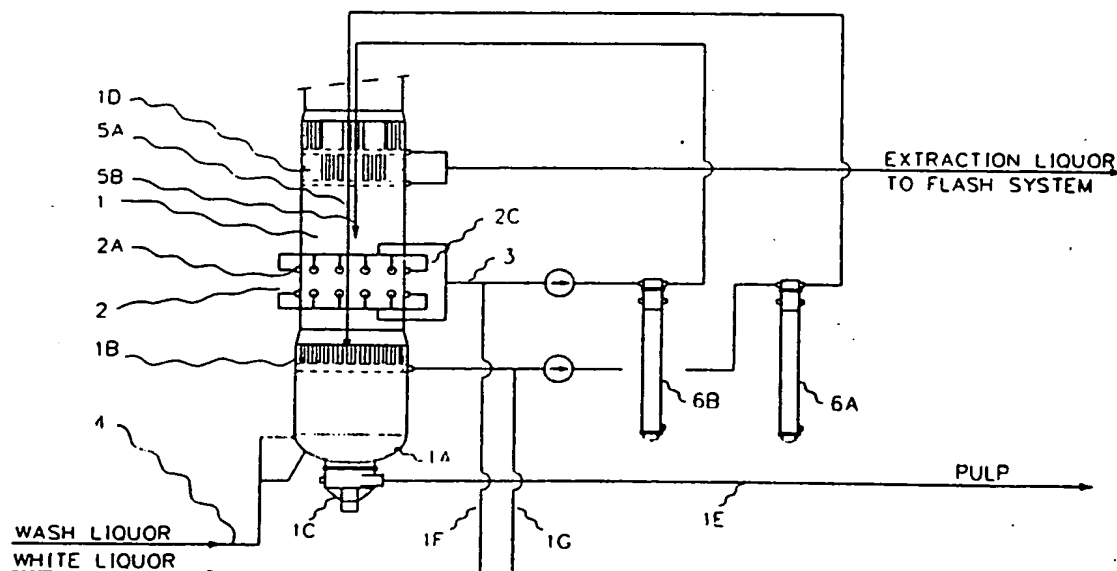 1D
5A
5B
1
2A
2
1B
4
2C
3
EXTRACTION LIQUOR
TO FLASH SYSTEM
6B
6A
1A
1C
1F
1G
1E
PULP
WASH LIQUOR
WHITE LIQUOR